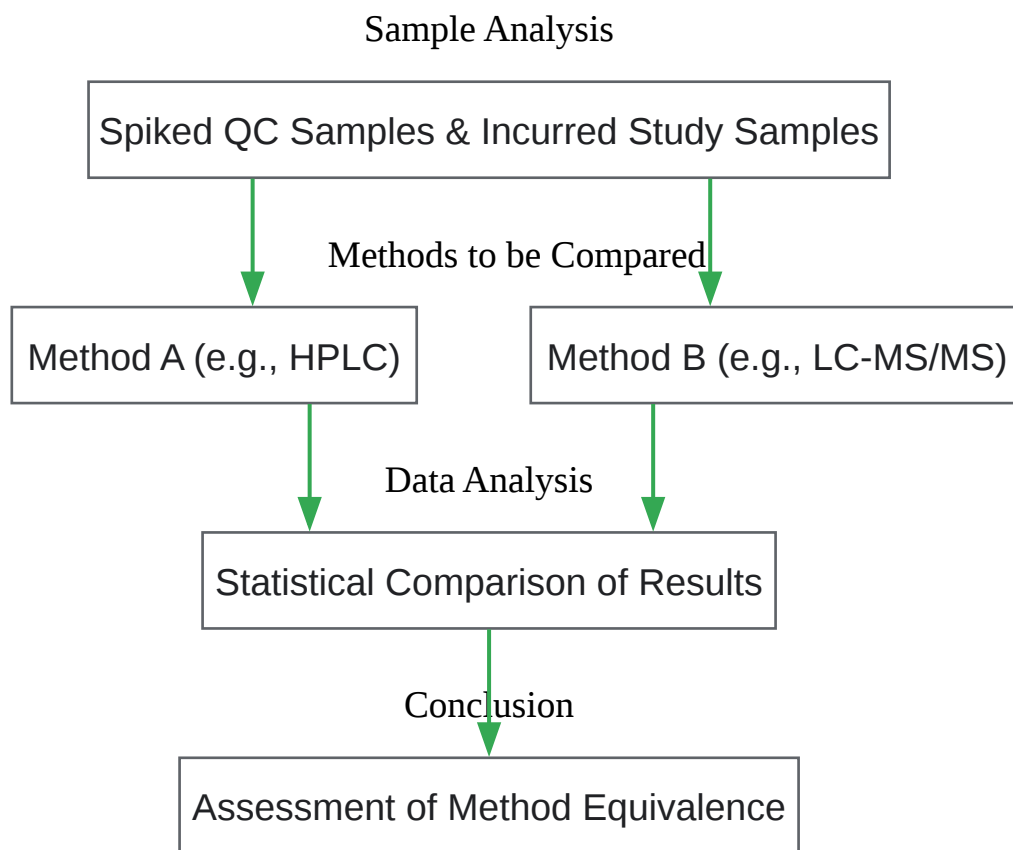 Sample Analysis
Spiked QC Samples & Incurred Study Samples
Methods to be Compared
Method A (e.g., HPLC)
Method B (e.g., LC-MS/MS)
Data Analysis
Statistical Comparison of Results
Conclusion
Assessment of Method Equivalence